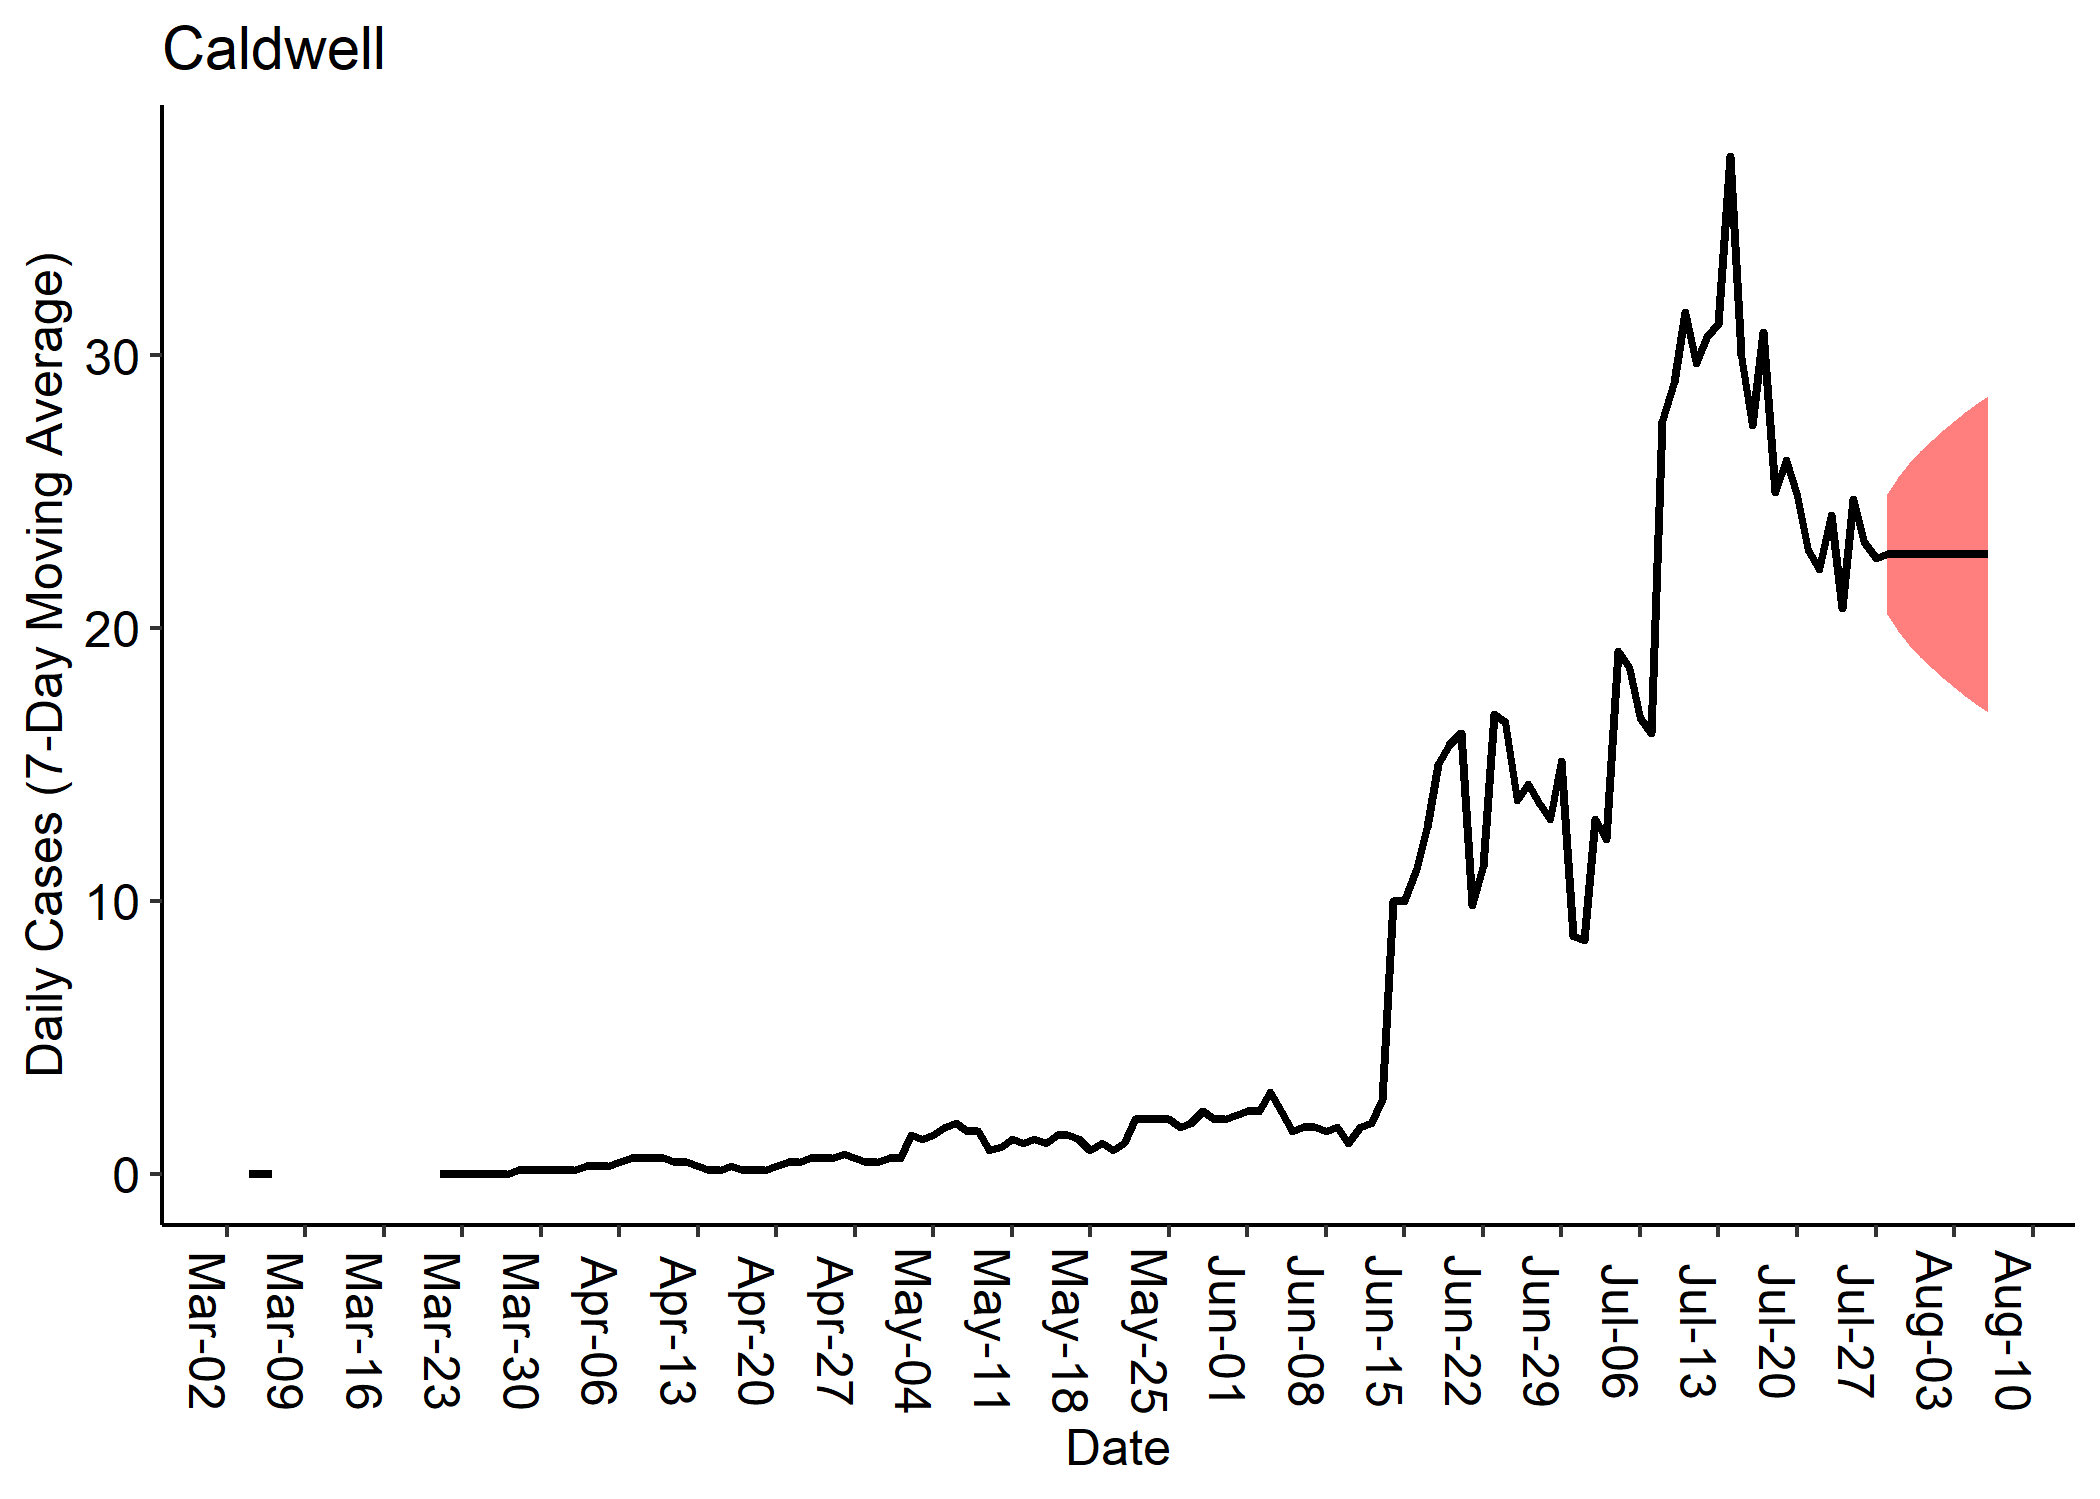 Caldwell
Daily Cases (7-Day Moving Average)
30
20
10
0
Mar-02
Mar-09
Mar-16
Mar-23
Mar-30
Apr-06
Apr-13
Apr-20
Apr-27
May-04
May-11
May-18
May-25
Jun-01
Jun-08
Jun-15
Jun-22
Jun-29
Jul-06
Jul-13
Jul-20
Jul-27
Aug-03
Aug-10
Date